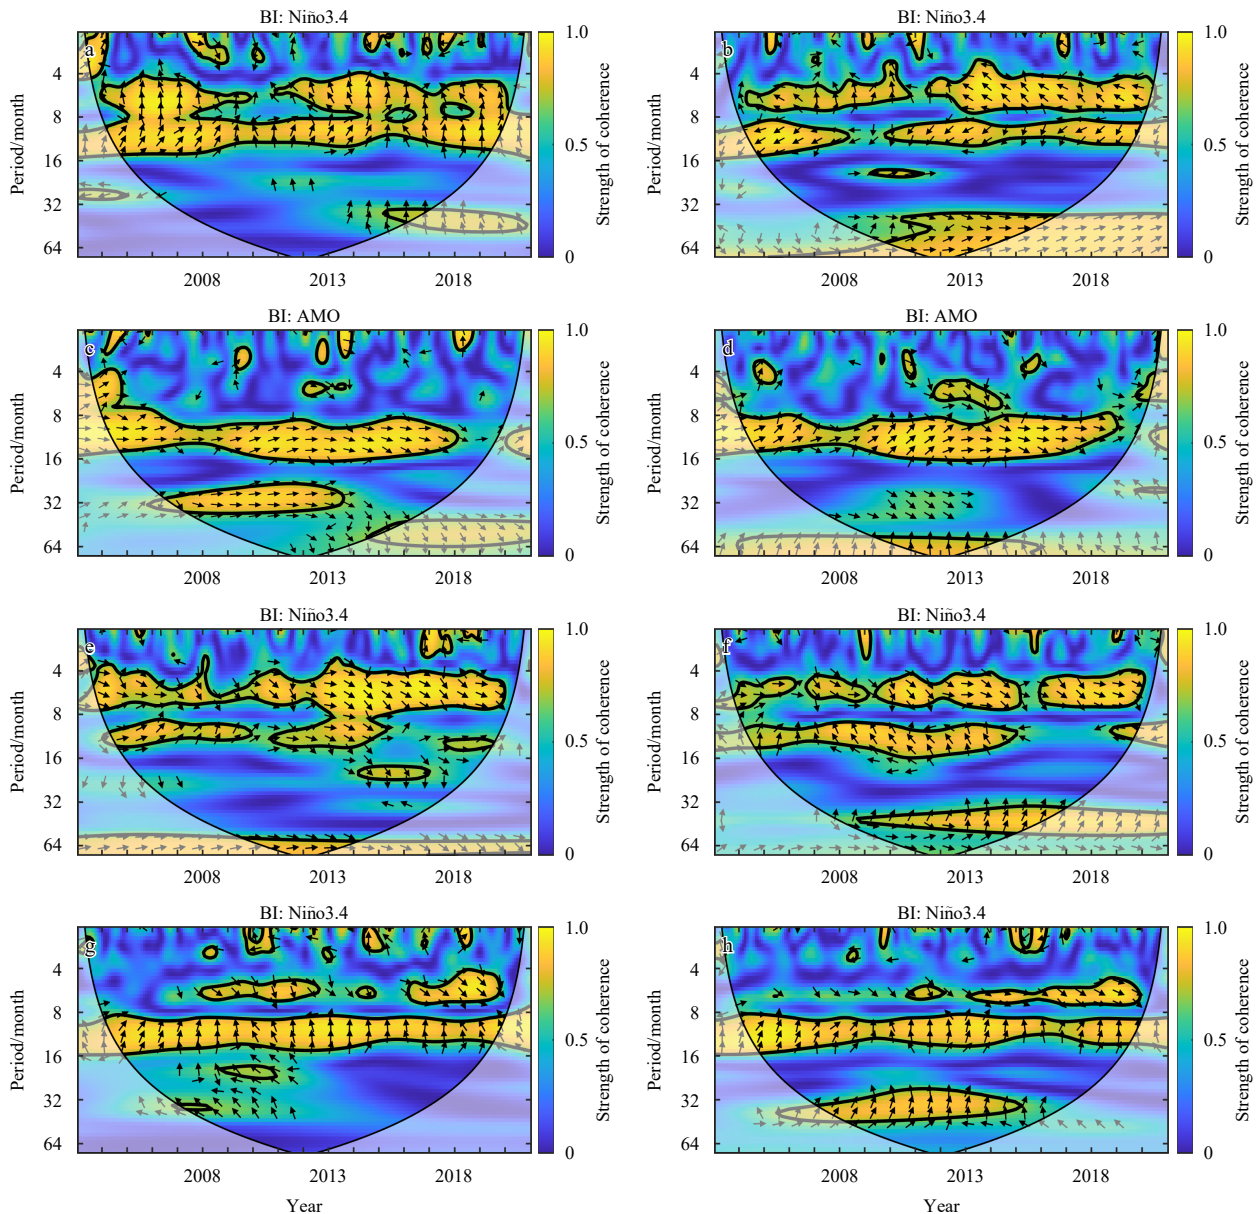 BI: Niño3.4
a
4
8
16
32
64
Period/month
2008
2013
2018
1.0
0.5
0
Strength of coherence
BI: Niño3.4
b
4
8
16
32
64
Period/month
2008
2013
2018
1.0
0.5
0
Strength of coherence
BI: AMO
c
4
8
16
32
64
Period/month
2008
2013
2018
1.0
0.5
0
Strength of coherence
BI: AMO
d
4
8
16
32
64
Period/month
2008
2013
2018
1.0
0.5
0
Strength of coherence
BI: Niño3.4
e
4
8
16
32
64
Period/month
2008
2013
2018
1.0
0.5
0
Strength of coherence
BI: Niño3.4
f
4
8
16
32
64
Period/month
2008
2013
2018
1.0
0.5
0
Strength of coherence
BI: Niño3.4
g
4
8
16
32
64
Period/month
2008
2013
2018
Year
1.0
0.5
0
Strength of coherence
BI: Niño3.4
h
4
8
16
32
64
Period/month
2008
2013
2018
Year
1.0
0.5
0
Strength of coherence